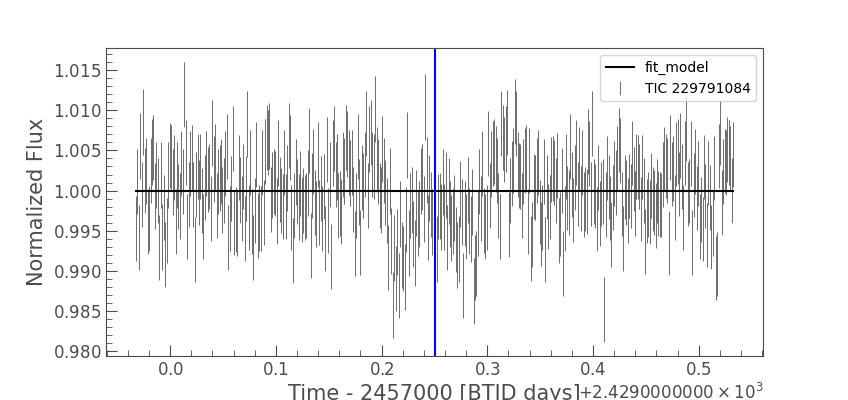 fit_model
TIC 229791084
Normalized Flux
1.015
1.010
1.005
1.000
0.995
0.990
0.985
0.980
0.0
0.1
0.2
0.3
0.4
0.5
Time - 2457000 [BTJD days]
+2.4290000000 × 10³